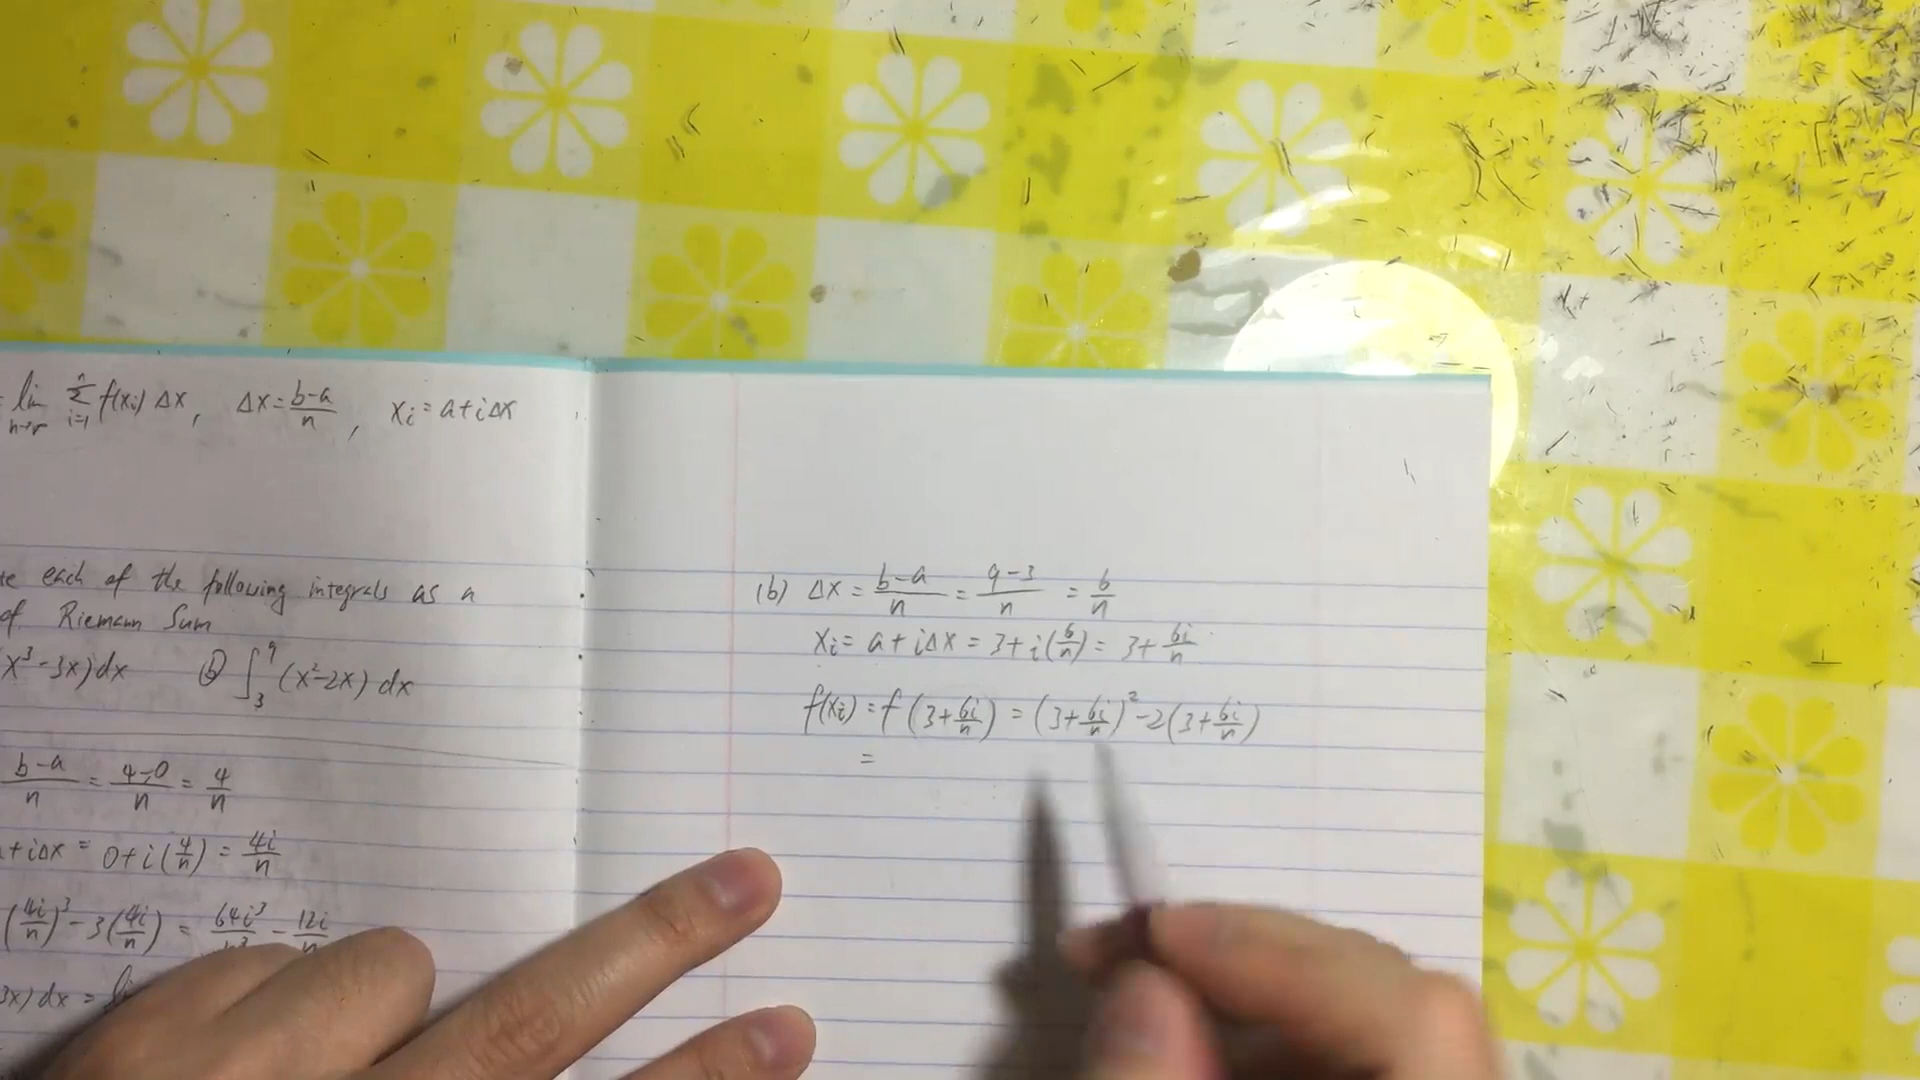 lim n→∞ n Σ i=1 f(xi) Δx, Δx = b-a/n, xi = a+iΔx
each of the following integrals as a
of Riemann Sum
x³-3x)dx ⓑ ∫₃⁹ (x²-2x) dx
b-a/n = 4-0/n = 4/n
+iΔx = 0+i(4/n) = 4i/n
(4i/n)³-3(4i/n) = 64i³/n³ - 12i/n
3x)dx =
(b) Δx = b-a/n = 9-3/n = 6/n
xi = a+iΔx = 3+i(6/n) = 3+6i/n
f(xi) = f(3+6i/n) = (3+6i/n)²-2(3+6i/n)
=